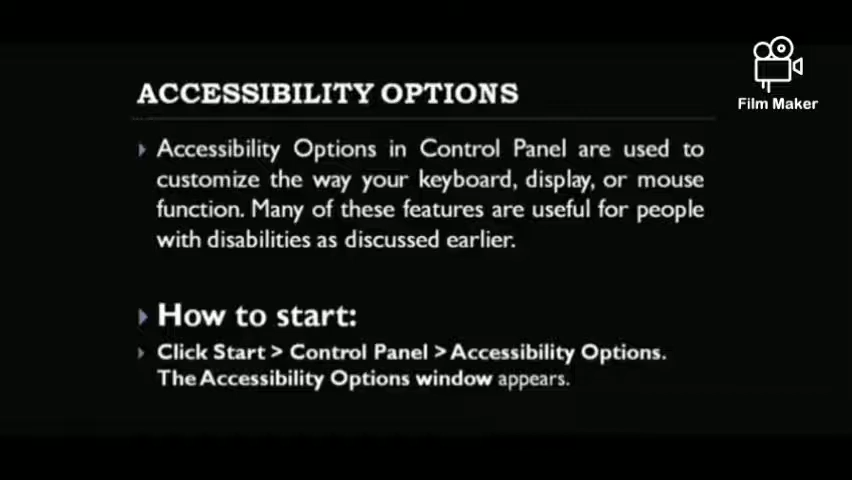 ACCESSIBILITY OPTIONS
Film Maker
Accessibility Options in Control Panel are used to
customize the way your keyboard, display, or mouse
function. Many of these features are useful for people
with disabilities as discussed earlier.
How to start:
Click Start > Control Panel > Accessibility Options.
The Accessibility Options window appears.